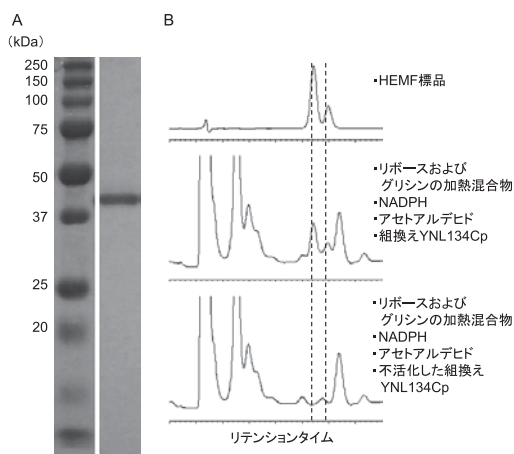 A
(kDa)
250
150
100
75
50
37
25
20
B
・HEMF標品
・リボースおよび
グリシンの加熱混合物
・NADPH
・アセトアルデヒド
・組換えYNL134Cp
・リボースおよび
グリシンの加熱混合物
・NADPH
・アセトアルデヒド
・不活化した組換え
YNL134Cp
リテンションタイム